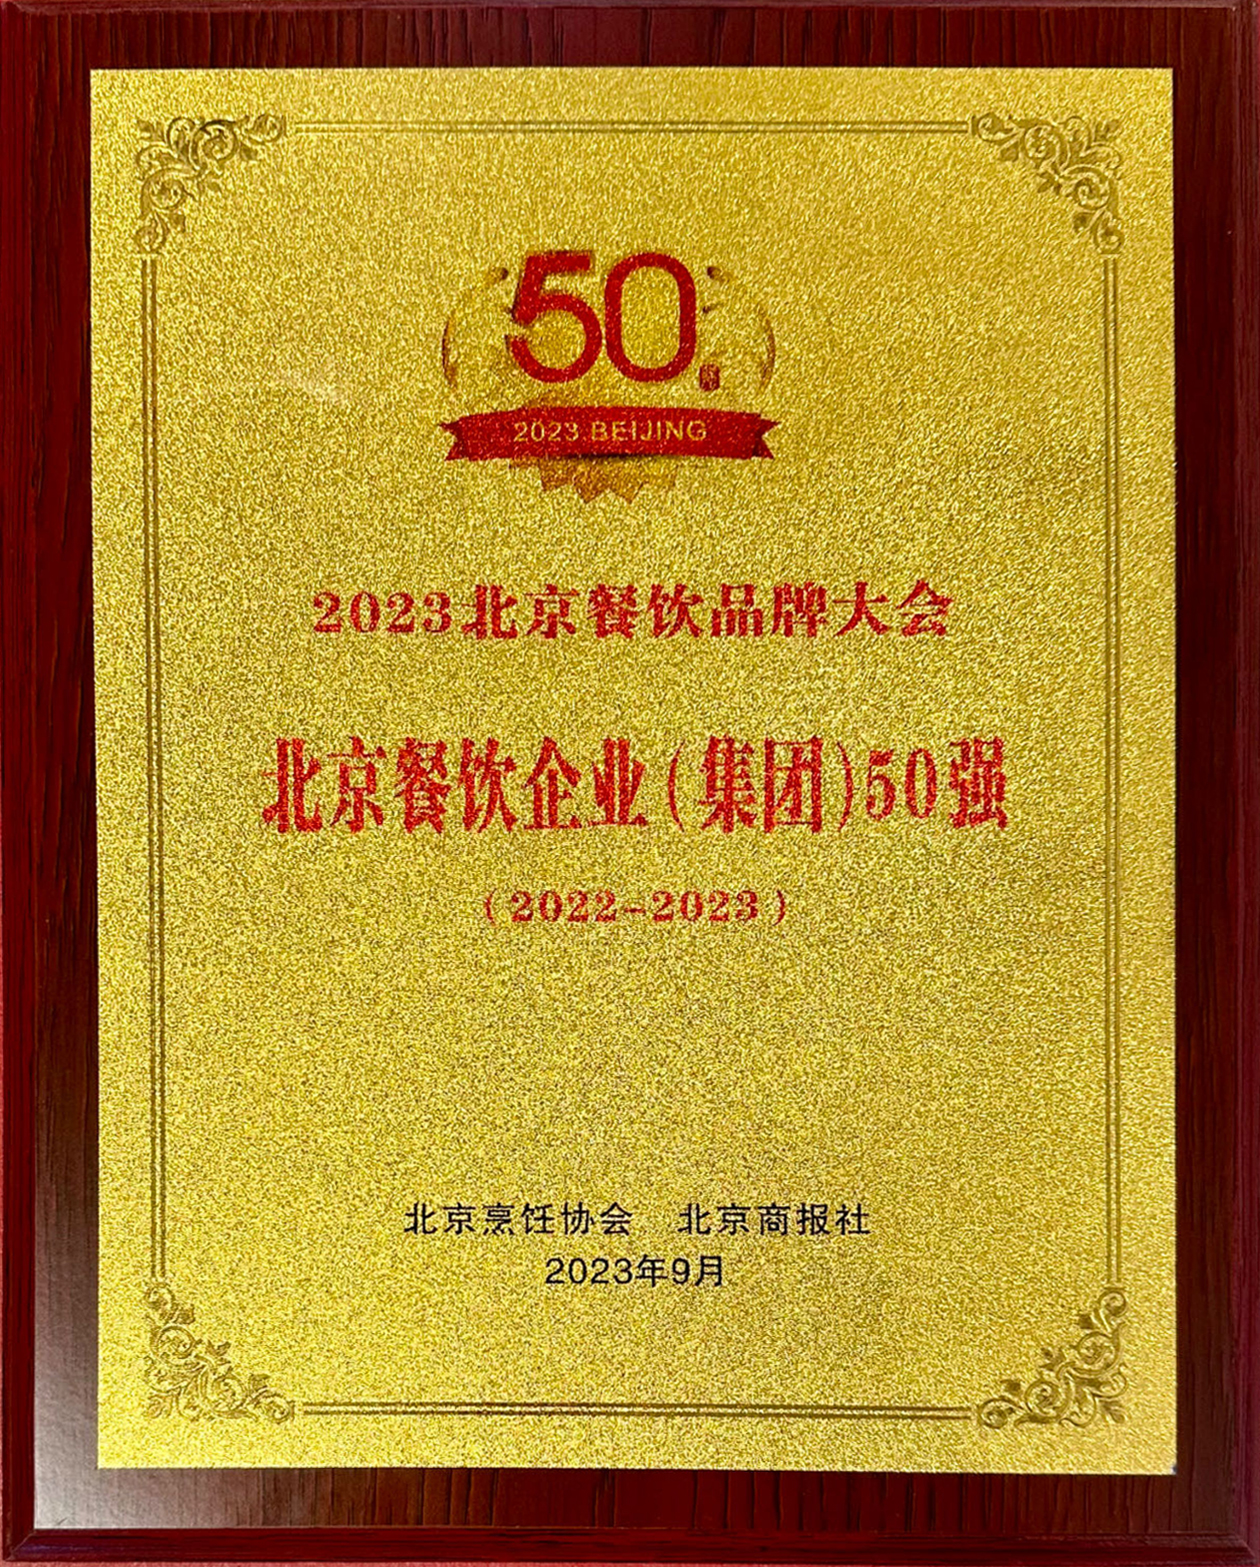 50
2023 BEIJING
2023北京餐饮品牌大会
北京餐饮企业(集团)50强
(2022-2023)
北京烹饪协会 北京商报社
2023年9月